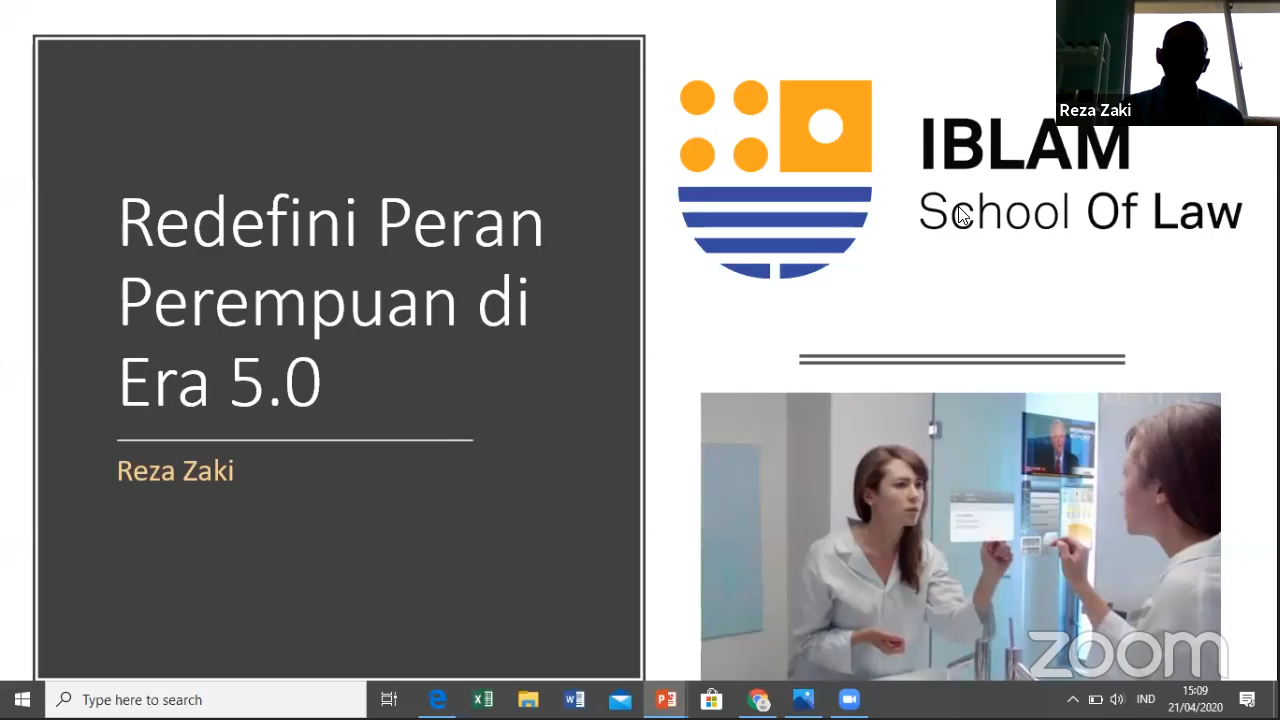 Redefini Peran
Perempuan di
Era 5.0
Reza Zaki
IBLAM
School Of Law
Reza Zaki
zoom
Type here to search
IND
15:09
21/04/2020